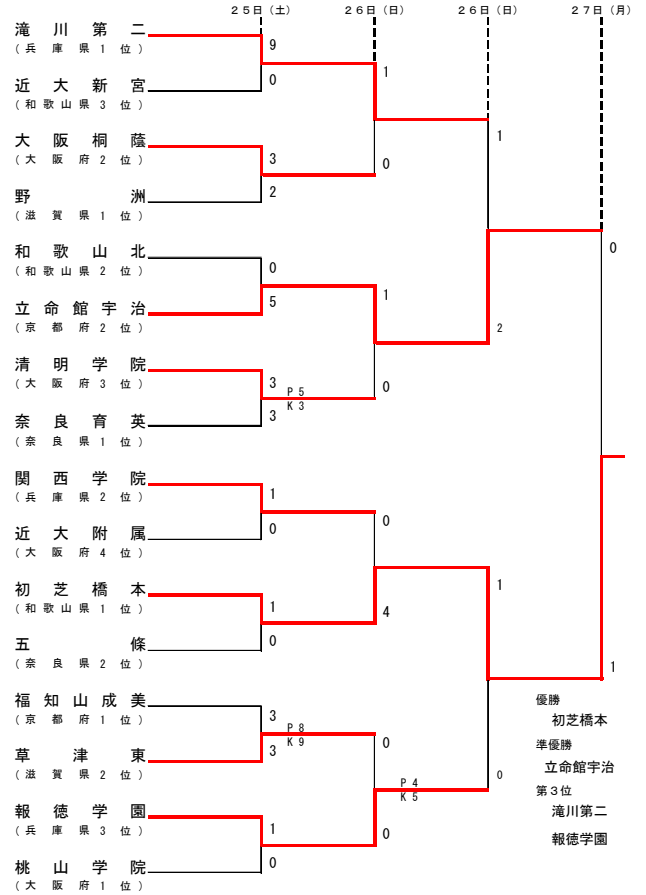 ２５日（土） ２６日（日） ２６日（日） ２７日（月）
滝川第二
(兵庫県１位)
9
0
近大新宮
(和歌山県３位)
1
大阪桐蔭
(大阪府２位)
1
3
0
2
野洲
(滋賀県１位)
和歌山北
(和歌山県２位)
0
0
立命館宇治
(京都府２位)
5
1
2
清明学院
(大阪府３位)
3
P 5
K 3
0
3
奈良育英
(奈良県１位)
関西学院
(兵庫県２位)
1
0
近大附属
(大阪府４位)
0
初芝橋本
(和歌山県１位)
1
4
1
0
五條
(奈良県２位)
1
福知山成美
(京都府１位)
3
P 8
K 9
0
草津東
(滋賀県２位)
3
0
P 4
K 5
報徳学園
(兵庫県３位)
1
0
0
桃山学院
(大阪府１位)
優勝
初芝橋本
準優勝
立命館宇治
第３位
滝川第二
報徳学園